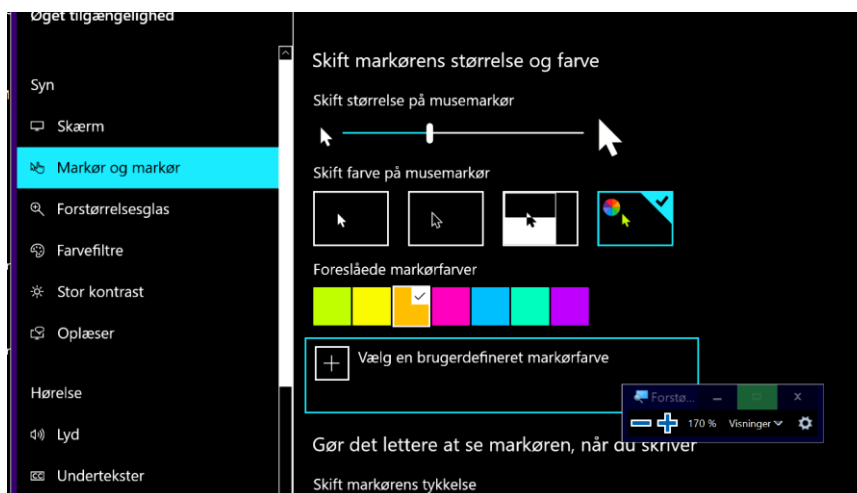 Øget tilgængelighed
Syn
Skærm
Markør og markør
Forstørrelsesglas
Farvefiltre
Stor kontrast
Oplæser
Hørelse
Lyd
Undertekster
Skift markørens størrelse og farve
Skift størrelse på musemarkør
Skift farve på musemarkør
Foreslåede markørfarver
Vælg en brugerdefineret markørfarve
Forstø...
170 % Visninger
Gør det lettere at se markøren, når du skriver
Skift markørens tykkelse